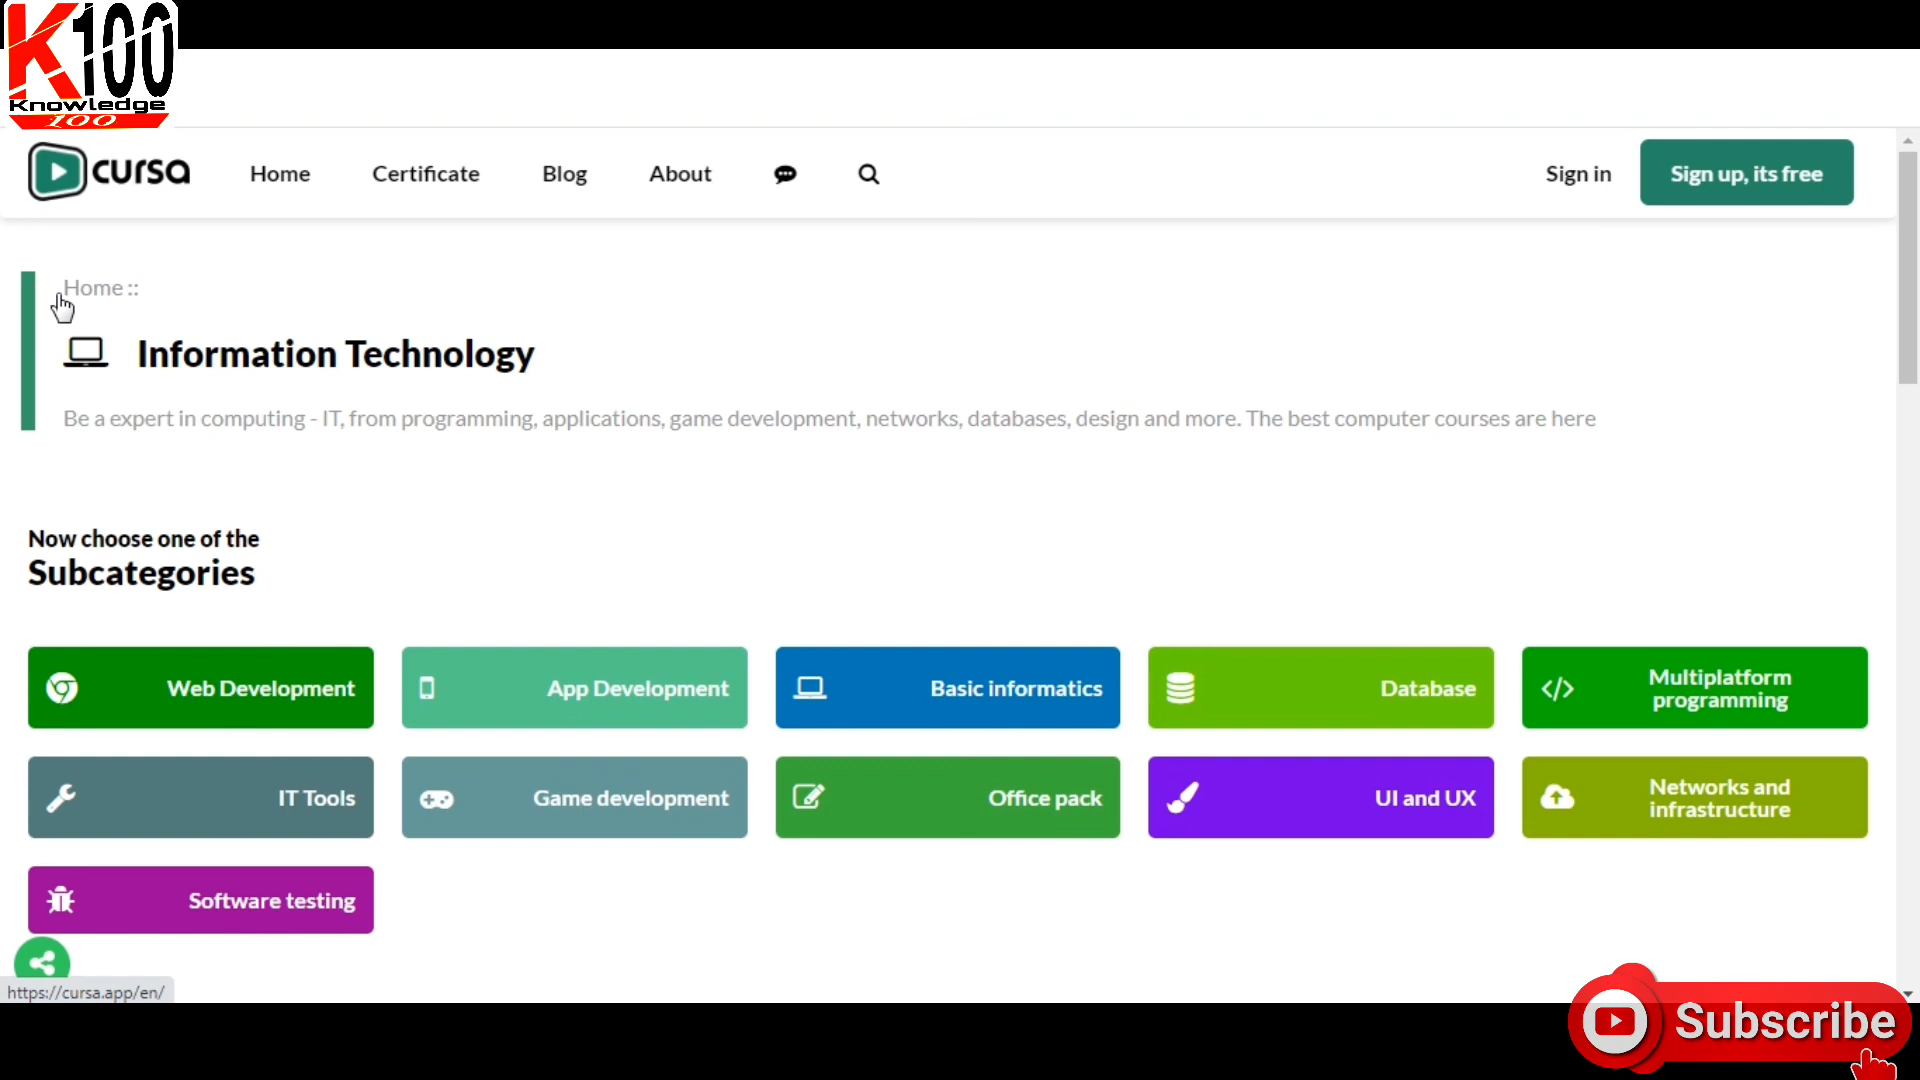 K100
Knowledge
100
cursa
Home
Certificate
Blog
About
Sign in
Sign up, its free
Home ::
Information Technology
Be a expert in computing - IT, from programming, applications, game development, networks, databases, design and more. The best computer courses are here
Now choose one of the
Subcategories
Web Development
App Development
Basic informatics
Database
Multiplatform
programming
IT Tools
Game development
Office pack
UI and UX
Networks and
infrastructure
Software testing
https://cursa.app/en/
Subscribe